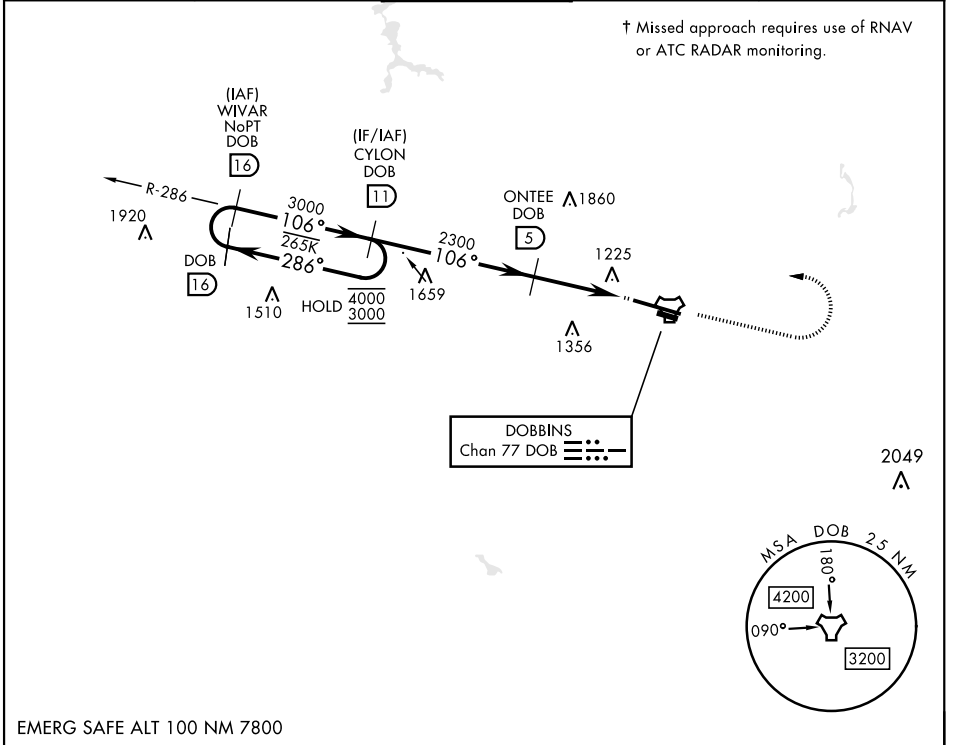 † Missed approach requires use of RNAV
or ATC RADAR monitoring.
(IAF)
WIVAR
NoPT
DOB
16
(IF/IAF)
CYLON
DOB
11
R-286
1920
3000
106°
265K
286°
DOB
16
1510
HOLD
4000
3000
2300
106°
1659
ONTEE
DOB
5
1860
1225
1356
DOBBINS
Chan 77 DOB
2049
MSA DOB 25 NM
180°
4200
090°
3200
EMERG SAFE ALT 100 NM 7800